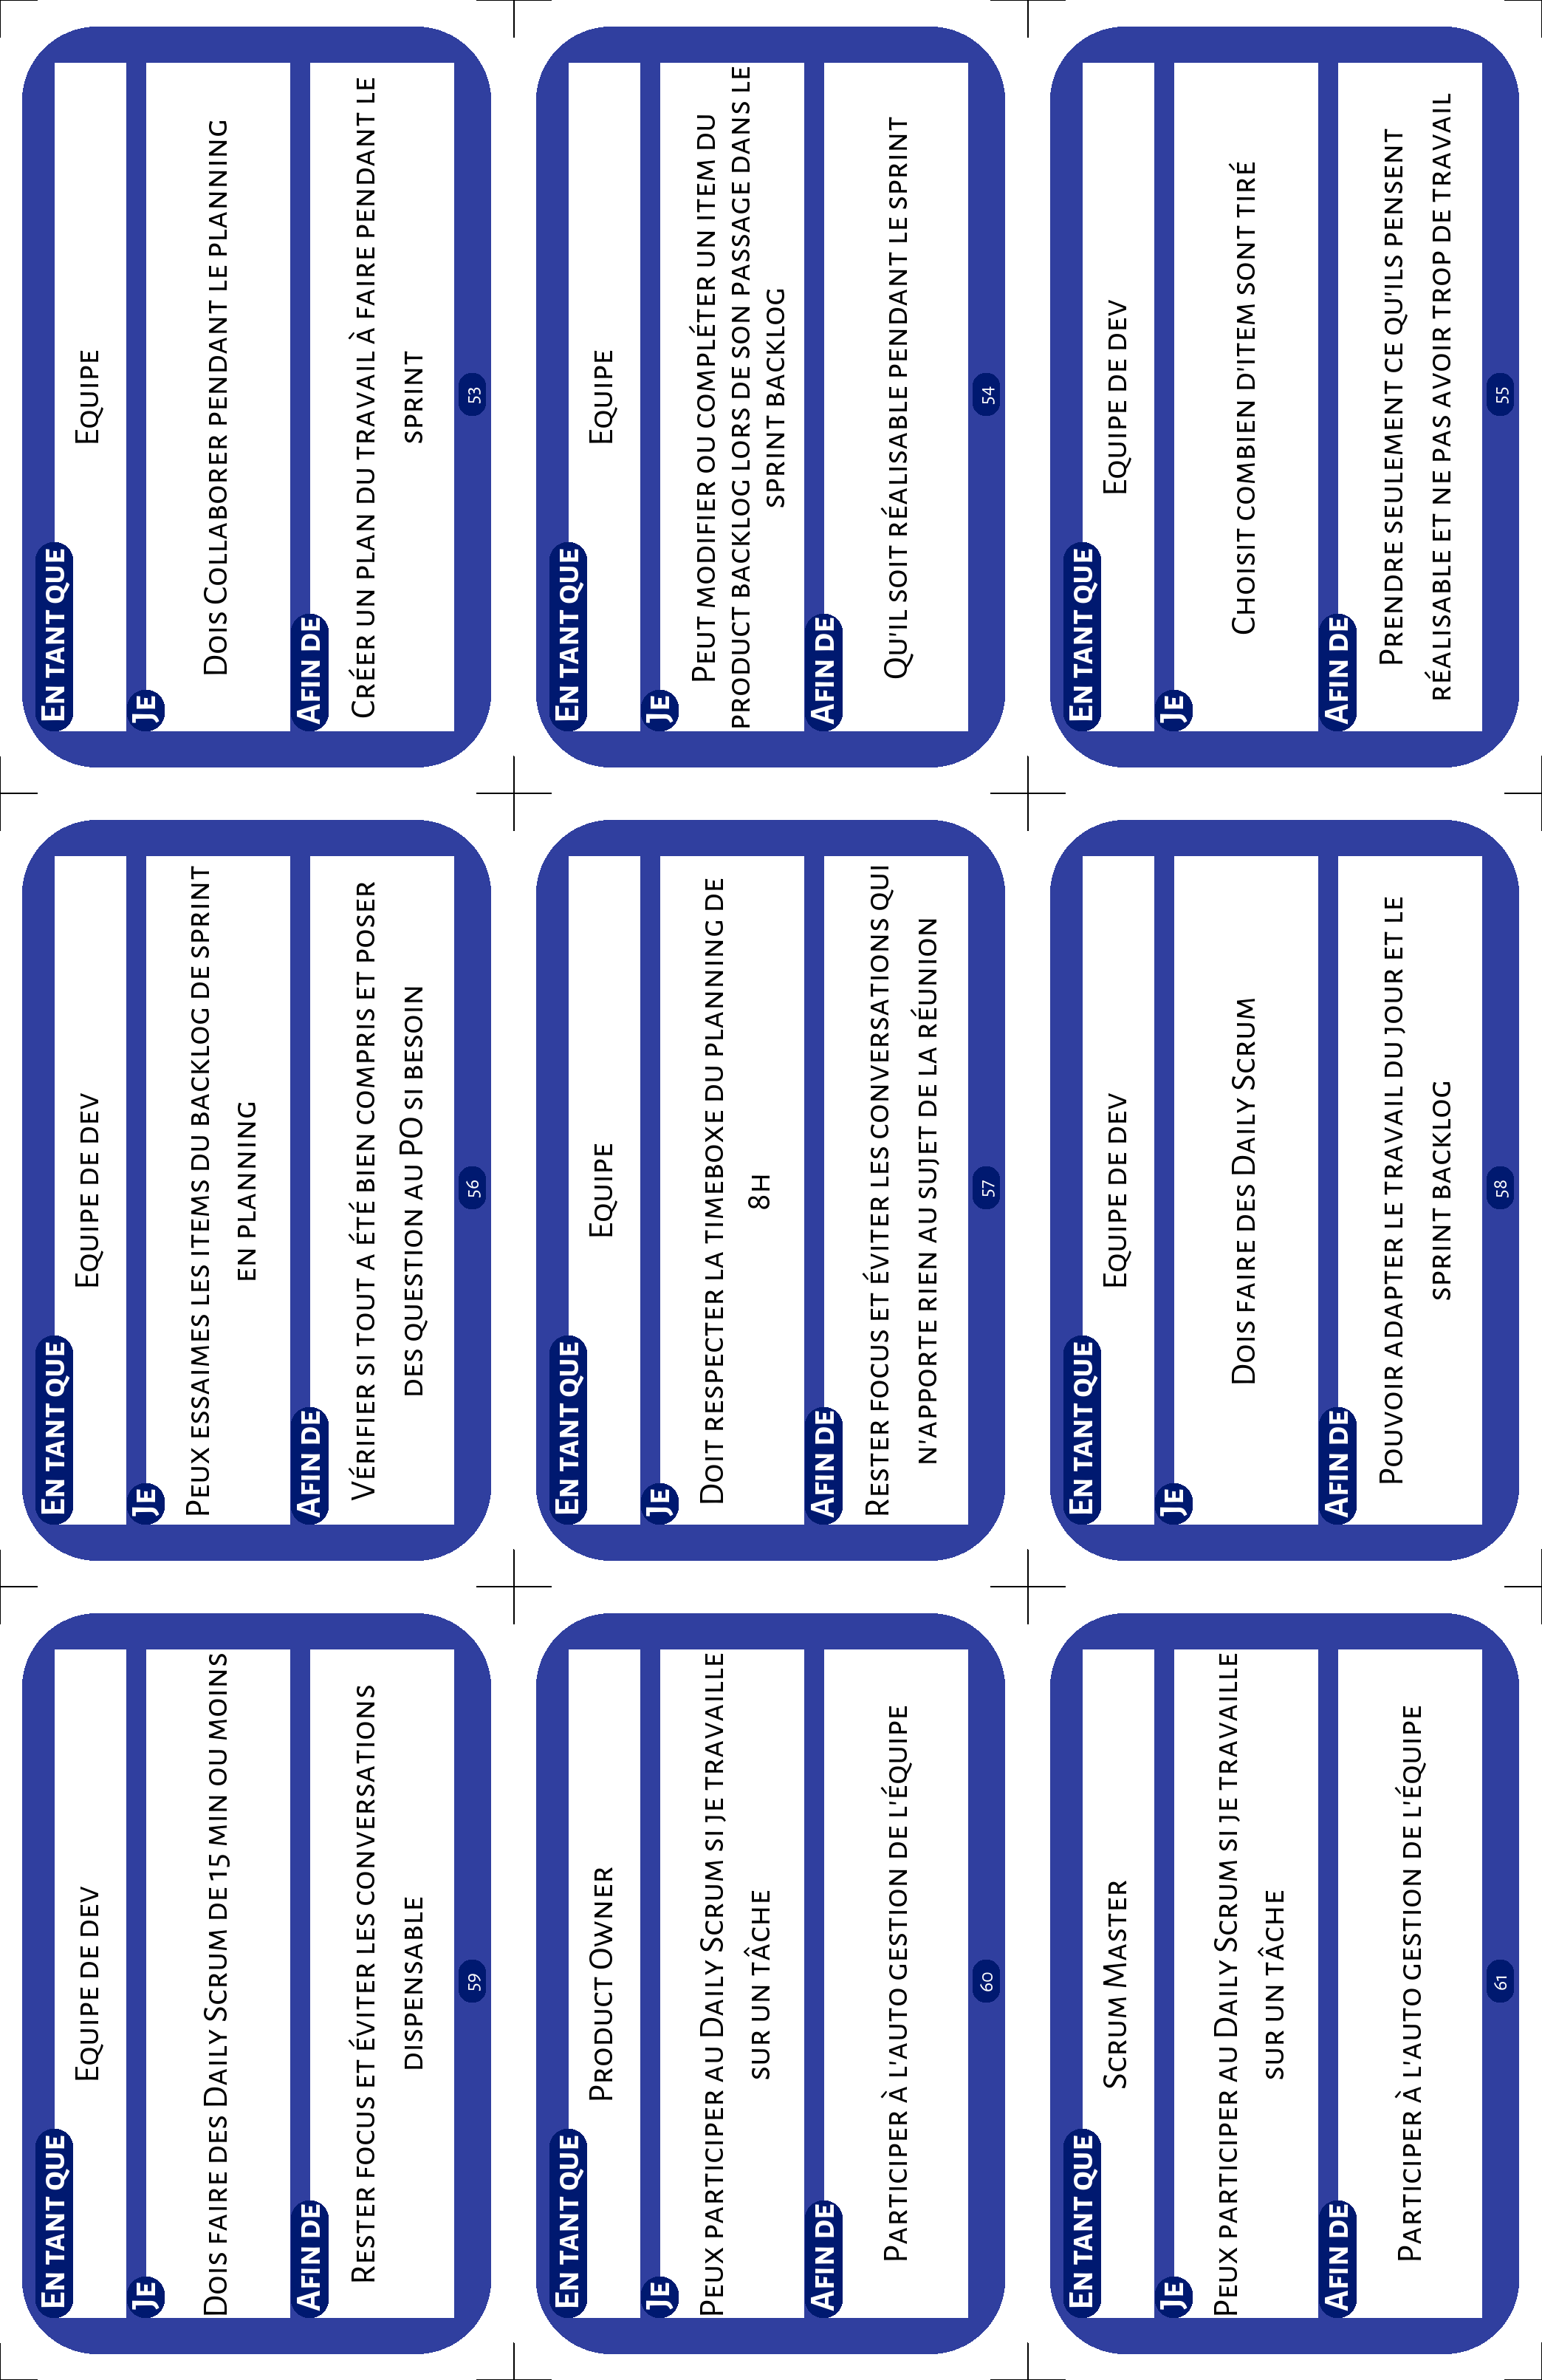 En tant que
Equipe
Je
Dois Collaborer pendant le planning
Afin de
Créer un plan du travail à faire pendant le
sprint
53
En tant que
Equipe
Je
Peut modifier ou compléter un item du
product backlog lors de son passage dans le
sprint backlog
Afin de
Qu'il soit réalisable pendant le sprint
54
En tant que
Equipe de dev
Je
Choisit combien d'item sont tiré
Afin de
Prendre seulement ce qu'ils pensent
réalisable et ne pas avoir trop de travail
55
En tant que
Equipe de dev
Je
Peux essaimes les items du backlog de sprint
en planning
Afin de
Vérifier si tout a été bien compris et poser
des question au PO si besoin
56
En tant que
Equipe
Je
Doit respecter la timeboxe du planning de
8h
Afin de
Rester focus et éviter les conversations qui
n'apporte rien au sujet de la réunion
57
En tant que
Equipe de dev
Je
Dois faire des Daily Scrum
Afin de
Pouvoir adapter le travail du jour et le
sprint backlog
58
En tant que
Equipe de dev
Je
Dois faire des Daily Scrum de 15 min ou moins
Afin de
Rester focus et éviter les conversations
dispensable
59
En tant que
Product Owner
Je
Peux participer au Daily Scrum si je travaille
sur un tâche
Afin de
Participer à l'auto gestion de l'équipe
60
En tant que
Scrum Master
Je
Peux participer au Daily Scrum si je travaille
sur un tâche
Afin de
Participer à l'auto gestion de l'équipe
61